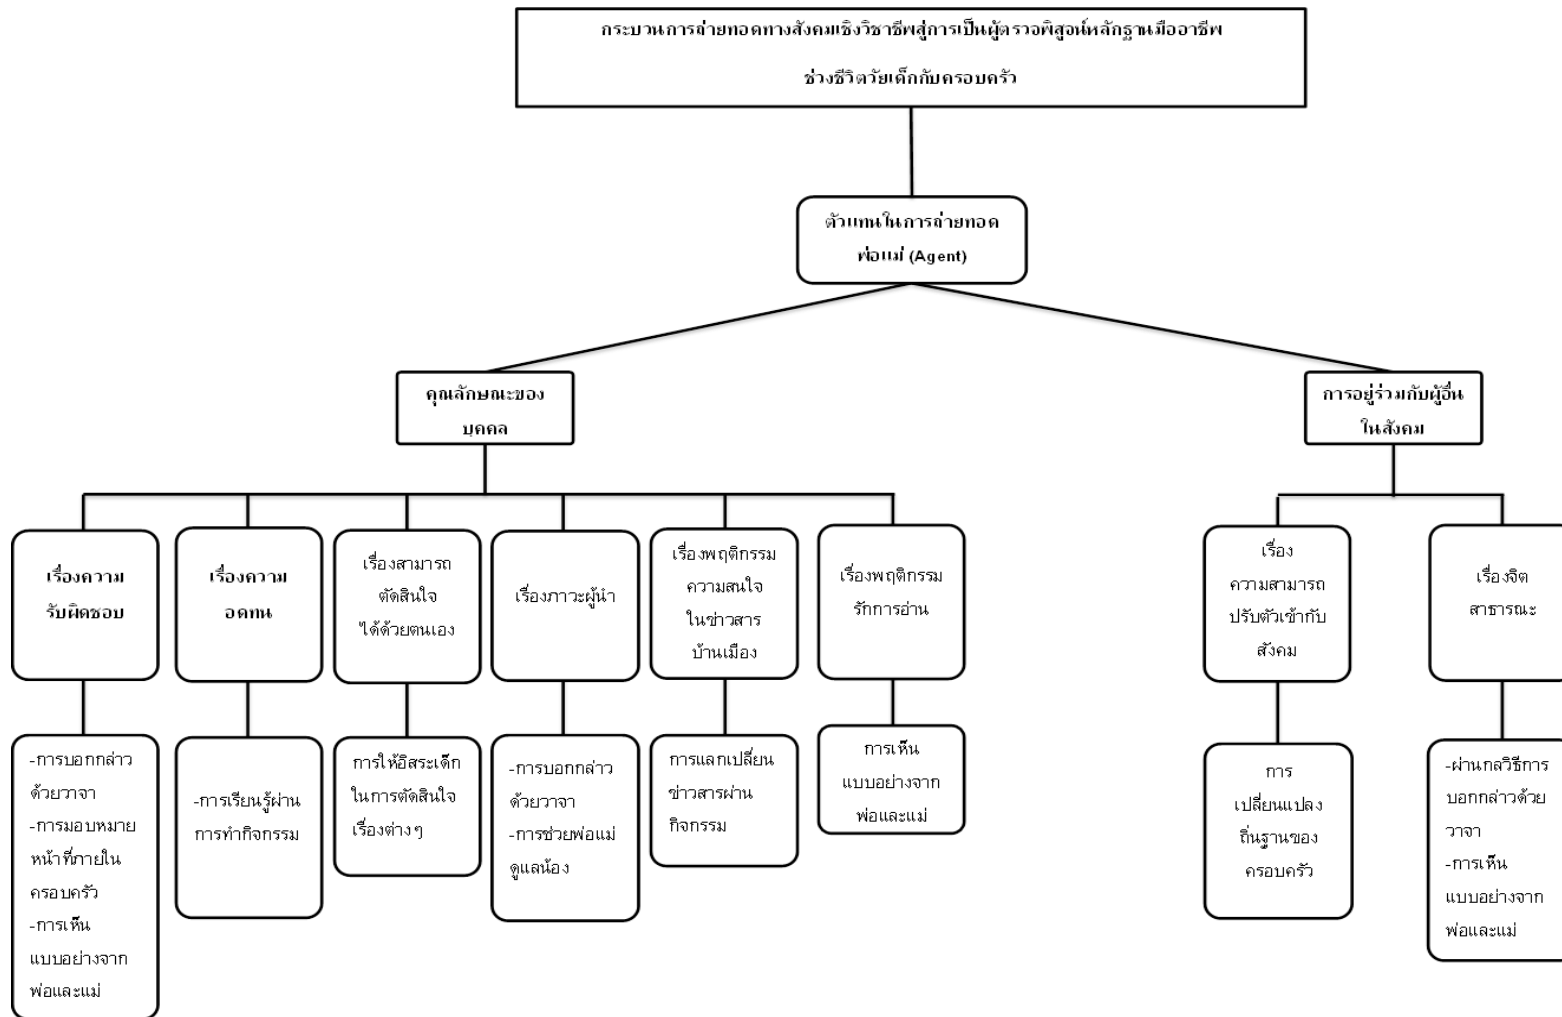 กระบวนการถ่ายทอดทางสังคมเชิงวิชาชีพสู่การเป็นผู้ตรวจพิสูจน์หลักฐานมืออาชีพ
ช่วงชีวิตวัยเด็กกับครอบครัว
ตัวแทนในการถ่ายทอด
พ่อแม่ (Agent)
คุณลักษณะของ
บุคคล
การอยู่ร่วมกับผู้อื่น
ในสังคม
เรื่องความ
รับผิดชอบ
เรื่องความ
อดทน
เรื่องสามารถ
ตัดสินใจ
ได้ด้วยตนเอง
เรื่องภาวะผู้นำ
เรื่องพฤติกรรม
ความสนใจ
ในข่าวสาร
บ้านเมือง
เรื่องพฤติกรรม
รักการอ่าน
เรื่อง
ความสามารถ
ปรับตัวเข้ากับ
สังคม
เรื่องจิต
สาธารณะ
-การบอกกล่าว
ด้วยวาจา
-การมอบหมาย
หน้าที่ภายใน
ครอบครัว
-การเห็น
แบบอย่างจาก
พ่อและแม่
-การเรียนรู้ผ่าน
การทำกิจกรรม
การให้อิสระเด็ก
ในการตัดสินใจ
เรื่องต่างๆ
-การบอกกล่าว
ด้วยวาจา
-การช่วยพ่อแม่
ดูแลน้อง
การแลกเปลี่ยน
ข่าวสารผ่าน
กิจกรรม
การเห็น
แบบอย่างจาก
พ่อและแม่
การ
เปลี่ยนแปลง
ถิ่นฐานของ
ครอบครัว
-ผ่านกลวิธีการ
บอกกล่าวด้วย
วาจา
-การเห็น
แบบอย่างจาก
พ่อและแม่